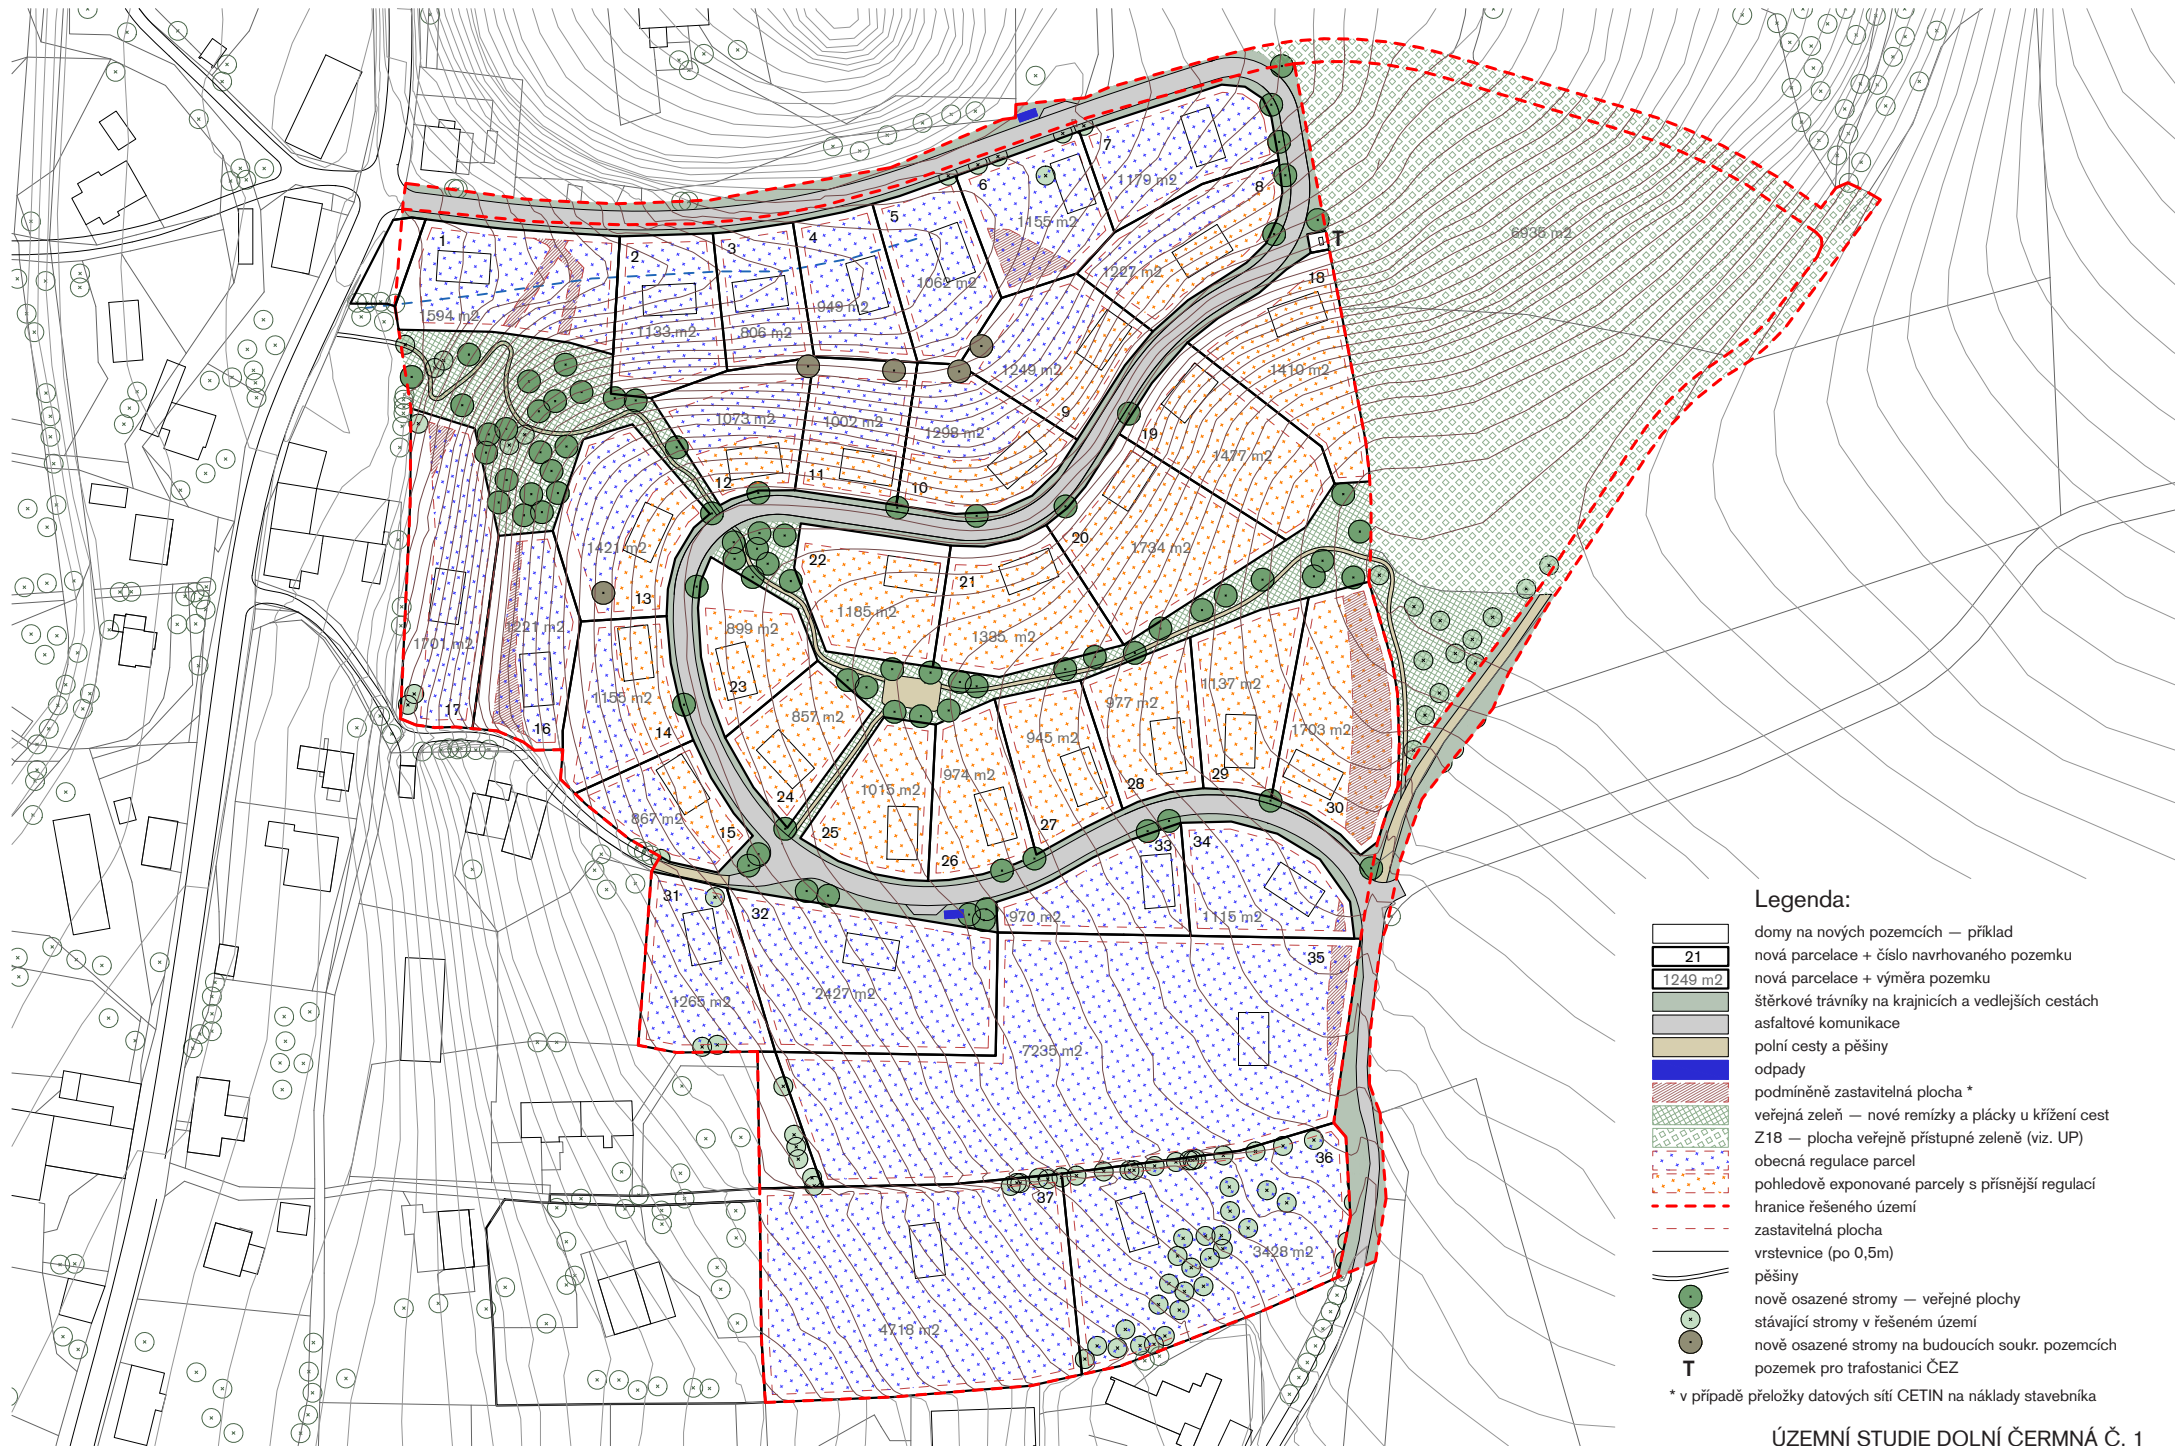 7
1179 m2
6
8
1155 m2
5
4
1
3
2
T
6938 m2
1227 m2
18
1062 m2
949 m2
1594 m2
1133 m2
806 m2
1249 m2
1410 m2
9
1073 m2
1002 m2
1298 m2
19
1477 m2
12
11
10
20
1421 m2
1734 m2
22
21
13
1185 m2
1221 m2
899 m2
1385 m2
1701 m2
23
1155 m2
1137 m2
977 m2
17
857 m2
16
14
945 m2
1703 m2
974 m2
28
29
24
1015 m2
30
867 m2
15
25
27
33
34
26
31
32
970 m2
1115 m2
35
1265 m2
2427 m2
7235 m2
36
37
3428 m2
4718 m2
Legenda:
domy na nových pozemcích — příklad
21 nová parcelace + číslo navrhovaného pozemku
1249 m2 nová parcelace + výměra pozemku
štěrkové trávníky na krajnicích a vedlejších cestách
asfaltové komunikace
polní cesty a pěšiny
odpady
podmíněně zastavitelná plocha *
veřejná zeleň — nové remízky a plácky u křížení cest
Z18 — plocha veřejně přístupné zeleně (viz. UP)
obecná regulace parcel
pohledově exponované parcely s přísnější regulací
hranice řešeného území
zastavitelná plocha
vrstevnice (po 0,5m)
pěšiny
nově osazené stromy — veřejné plochy
stávající stromy v řešeném území
nově osazené stromy na budoucích soukr. pozemcích
T pozemek pro trafostanici ČEZ
* v případě přeložky datových sítí CETIN na náklady stavebníka
ÚZEMNÍ STUDIE DOLNÍ ČERMNÁ Č. 1